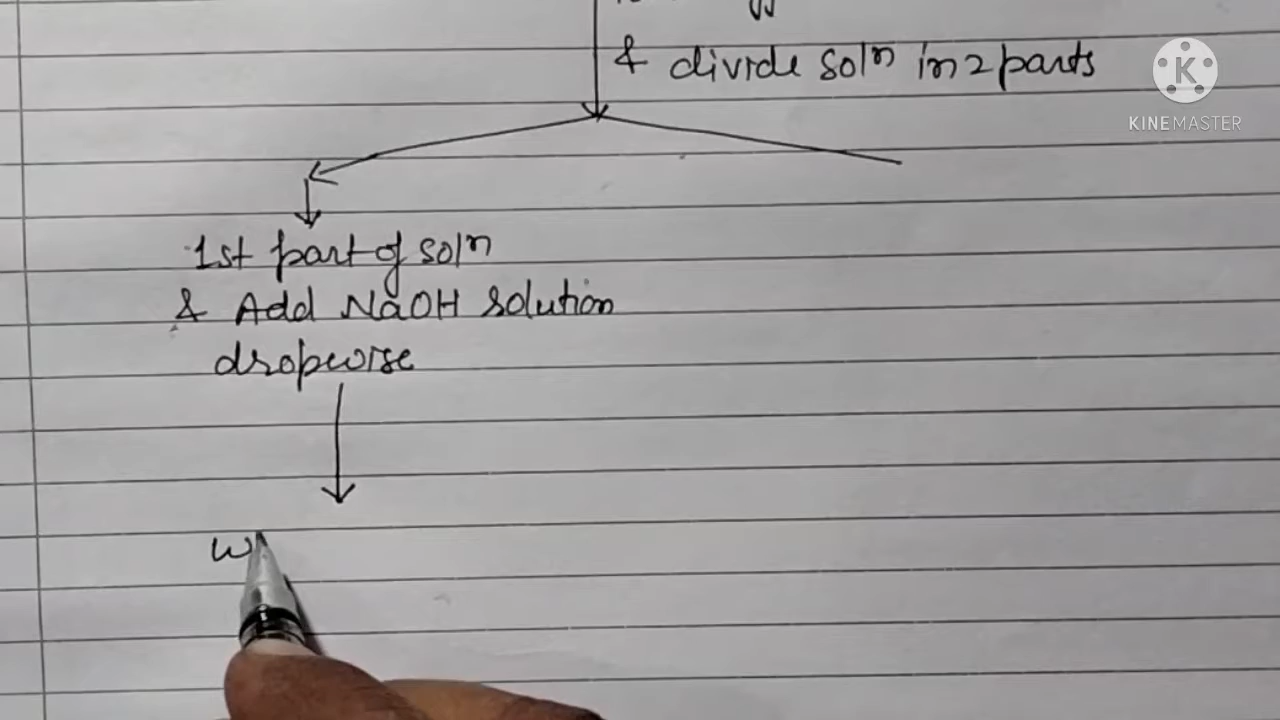 & divide soln in 2 parts
KINEMASTER
1st part of soln
& Add NaOH solution
dropwise
w